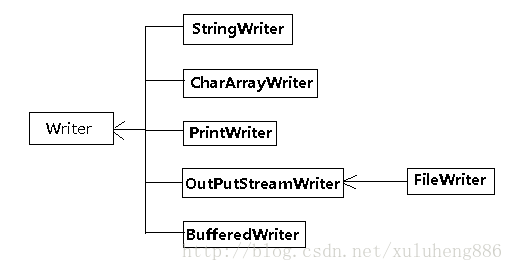 StringWriter
CharArrayWriter
Writer
PrintWriter
OutPutStreamWriter
FileWriter
BufferedWriter
http://blog.csdn.net/xuluheng886